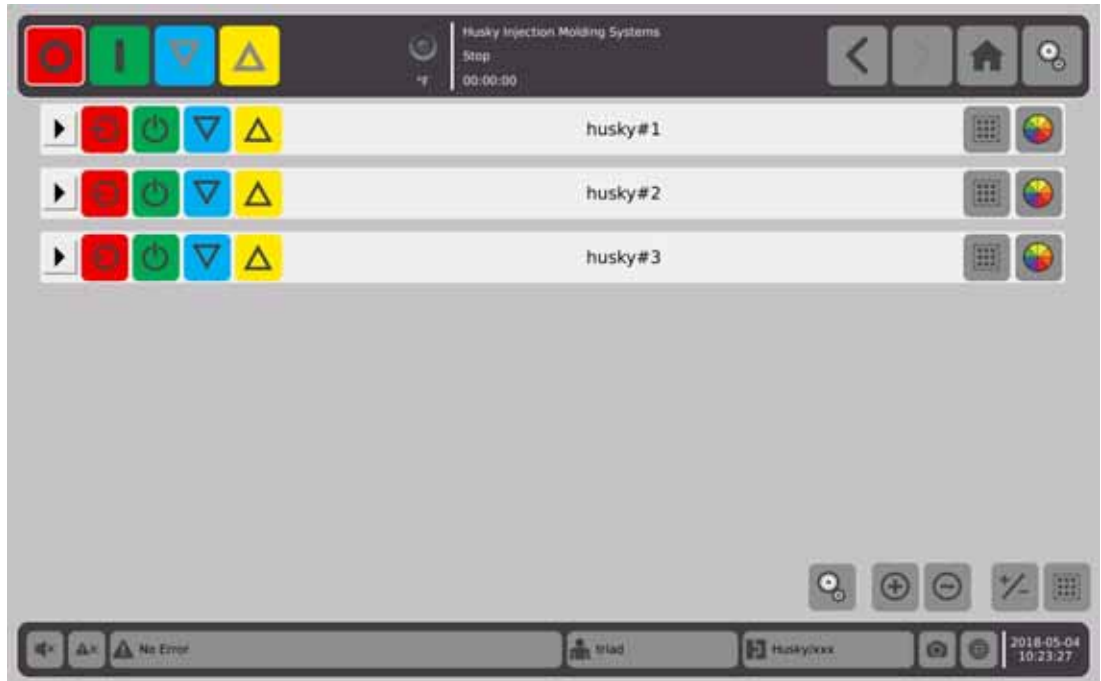 Husky Injection Molding Systems
Stop
°F
00:00:00
husky#1
husky#2
husky#3
No Error
triad
Husky/xxx
2018-05-04
10:23:27